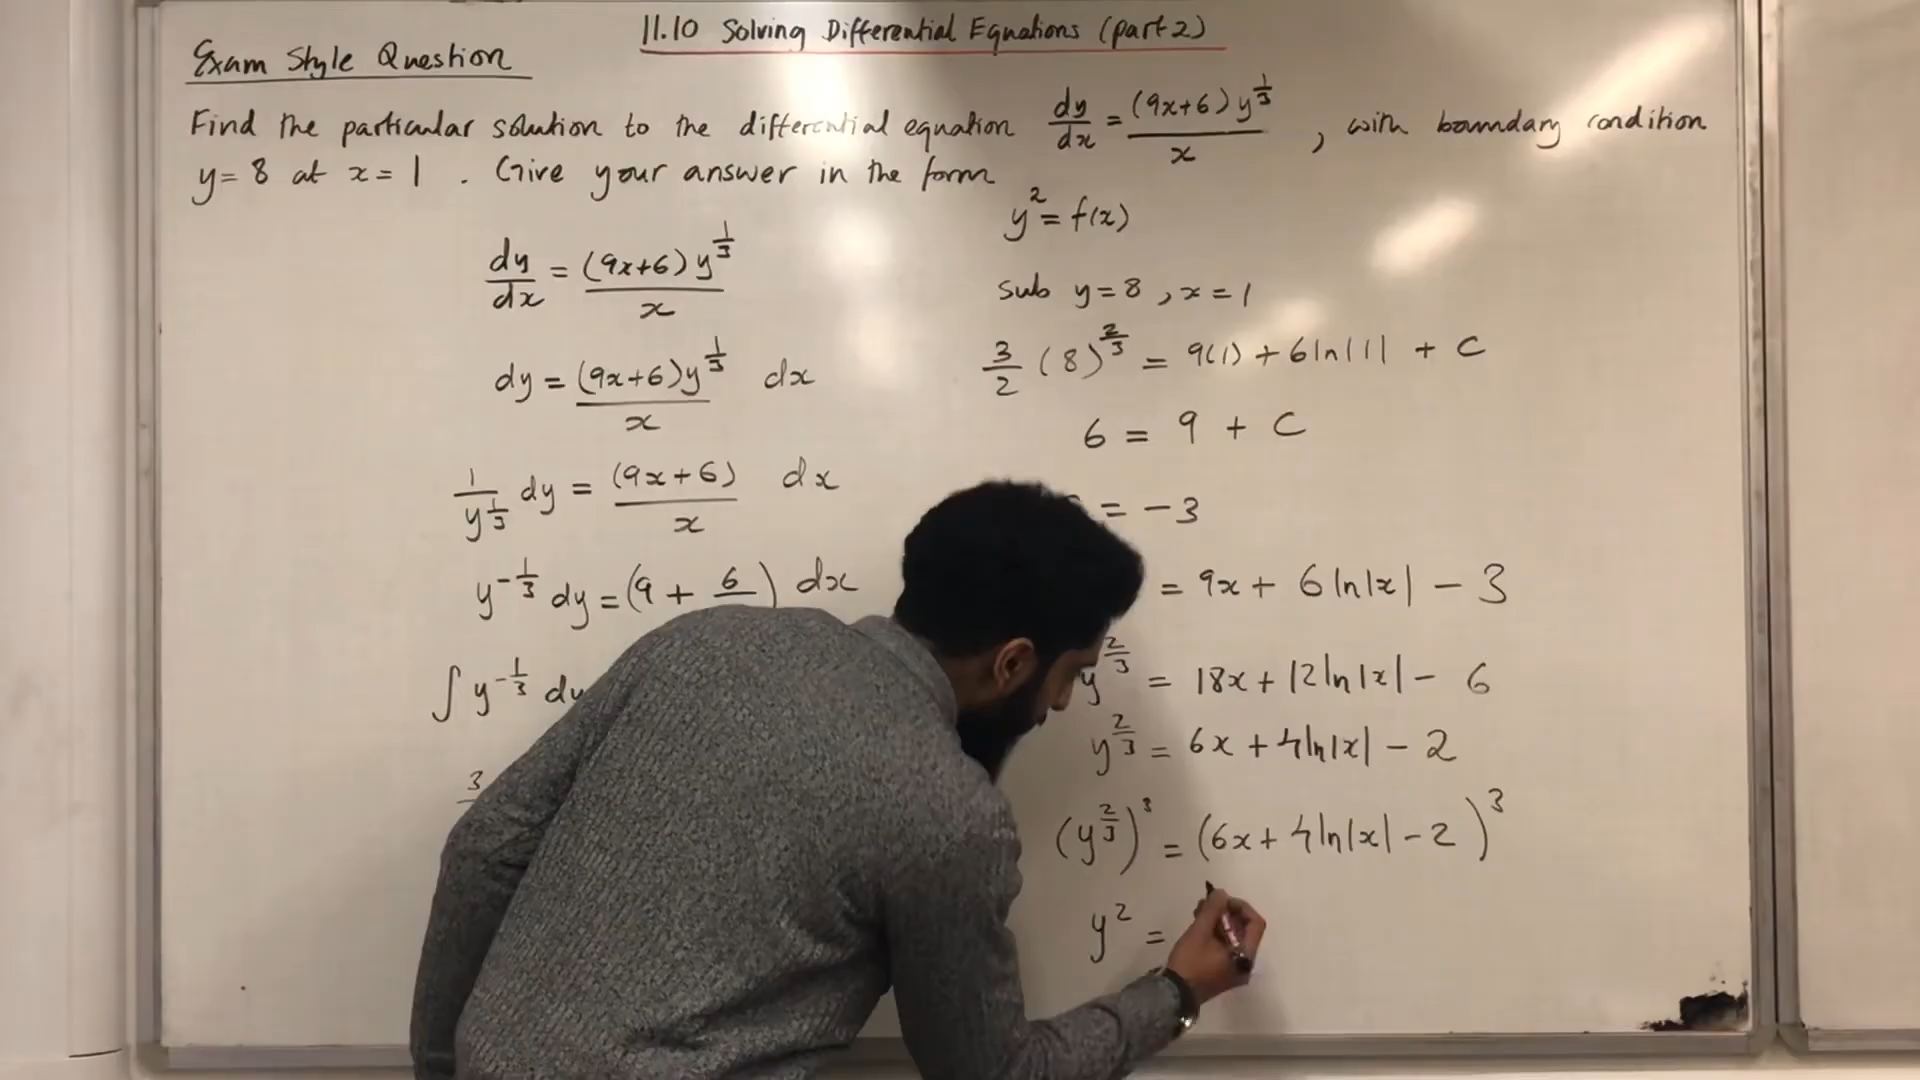 11.10 Solving Differential Equations (part 2)
Exam Style Question
Find the particular solution to the differential equation dy/dx = (9x+6)y^(1/3)/x , with boundary condition
y = 8 at x = 1 . Give your answer in the form
y² = f(x)
dy/dx = (9x+6)y^(1/3)/x
dy = (9x+6)y^(1/3)/x dx
1/y^(1/3) dy = (9x+6)/x dx
y^(-1/3) dy = (9 + 6/ ) dx
∫ y^(-1/3) dy
3
sub y=8 , x=1
3/2 (8)^(2/3) = 9(1) + 6ln|1| + C
6 = 9 + C
= -3
= 9x + 6ln|x| - 3
y^(2/3) = 18x + 12ln|x| - 6
y^(2/3) = 6x + 4ln|x| - 2
(y^(2/3))³ = (6x + 4ln|x| - 2)³
y² =